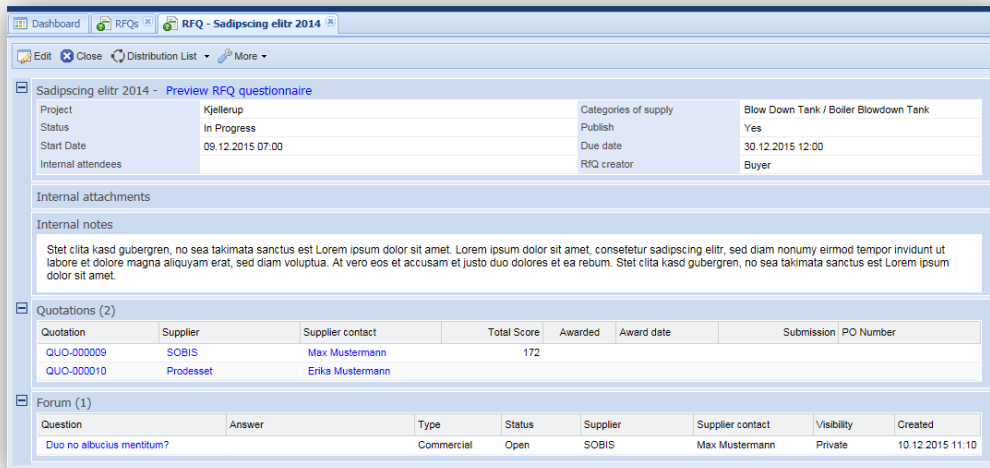 Dashboard RFQs RFQ - Sadipscing elitr 2014
Edit Close Distribution List More
Sadipscing elitr 2014 - Preview RFQ questionnaire
Project Kjellerup Categories of supply Blow Down Tank / Boiler Blowdown Tank
Status In Progress Publish Yes
Start Date 09.12.2015 07:00 Due date 30.12.2015 12:00
Internal attendees RfQ creator Buyer
Internal attachments
Internal notes
Stet clita kasd gubergren, no sea takimata sanctus est Lorem ipsum dolor sit amet. Lorem ipsum dolor sit amet, consetetur sadipscing elitr, sed diam nonumy eirmod tempor invidunt ut
labore et dolore magna aliquyam erat, sed diam voluptua. At vero eos et accusam et justo duo dolores et ea rebum. Stet clita kasd gubergren, no sea takimata sanctus est Lorem ipsum
dolor sit amet.
Quotations (2)
Quotation Supplier Supplier contact Total Score Awarded Award date Submission PO Number
QUO-000009 SOBIS Max Mustermann 172
QUO-000010 Prodesset Erika Mustermann
Forum (1)
Question Answer Type Status Supplier Supplier contact Visibility Created
Duo no albucius mentitum? Commercial Open SOBIS Max Mustermann Private 10.12.2015 11:10